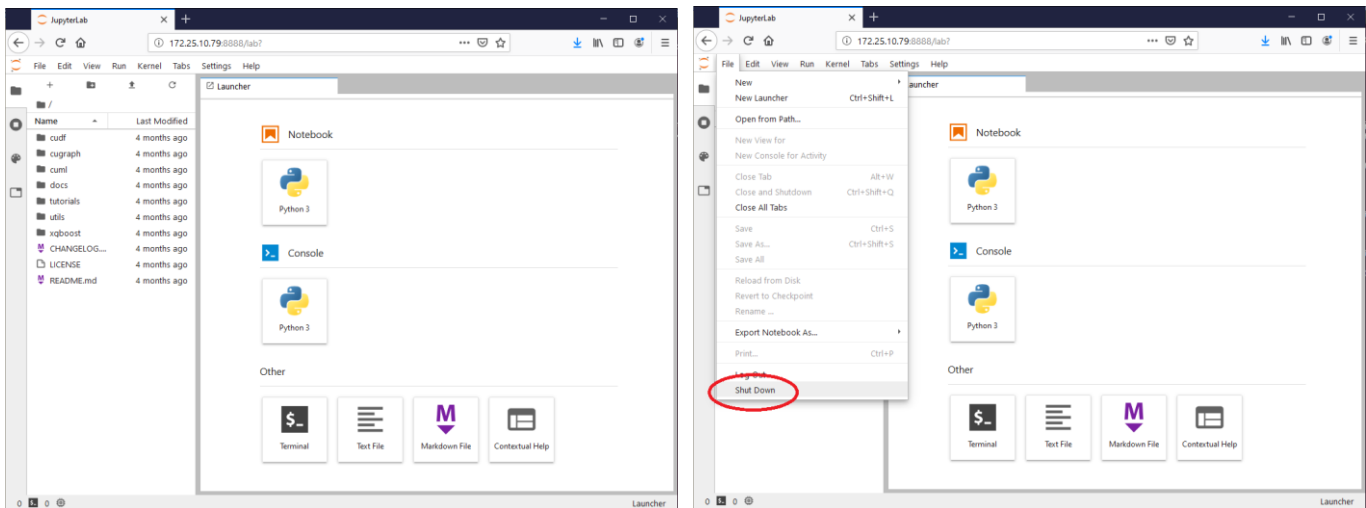 JupyterLab
172.25.10.79:8888/lab?
File Edit View Run Kernel Tabs Settings Help
Launcher
/
Name Last Modified
cudf 4 months ago
cugraph 4 months ago
cuml 4 months ago
docs 4 months ago
tutorials 4 months ago
utils 4 months ago
xgboost 4 months ago
CHANGELOG.... 4 months ago
LICENSE 4 months ago
README.md 4 months ago
Notebook
Python 3
Console
Python 3
Other
$_
Terminal
Text File
M
Markdown File
Contextual Help
0 $_ 0
Launcher
JupyterLab
172.25.10.79:8888/lab?
File Edit View Run Kernel Tabs Settings Help
auncher
New
New Launcher Ctrl+Shift+L
Open from Path...
New View for
New Console for Activity
Close Tab Alt+W
Close and Shutdown Ctrl+Shift+Q
Close All Tabs
Save Ctrl+S
Save As... Ctrl+Shift+S
Save All
Reload from Disk
Revert to Checkpoint
Rename ...
Export Notebook As...
Print... Ctrl+P
Log Out
Shut Down
Notebook
Python 3
Console
Python 3
Other
$_
Terminal
Text File
M
Markdown File
Contextual Help
0 $_ 0
Launcher